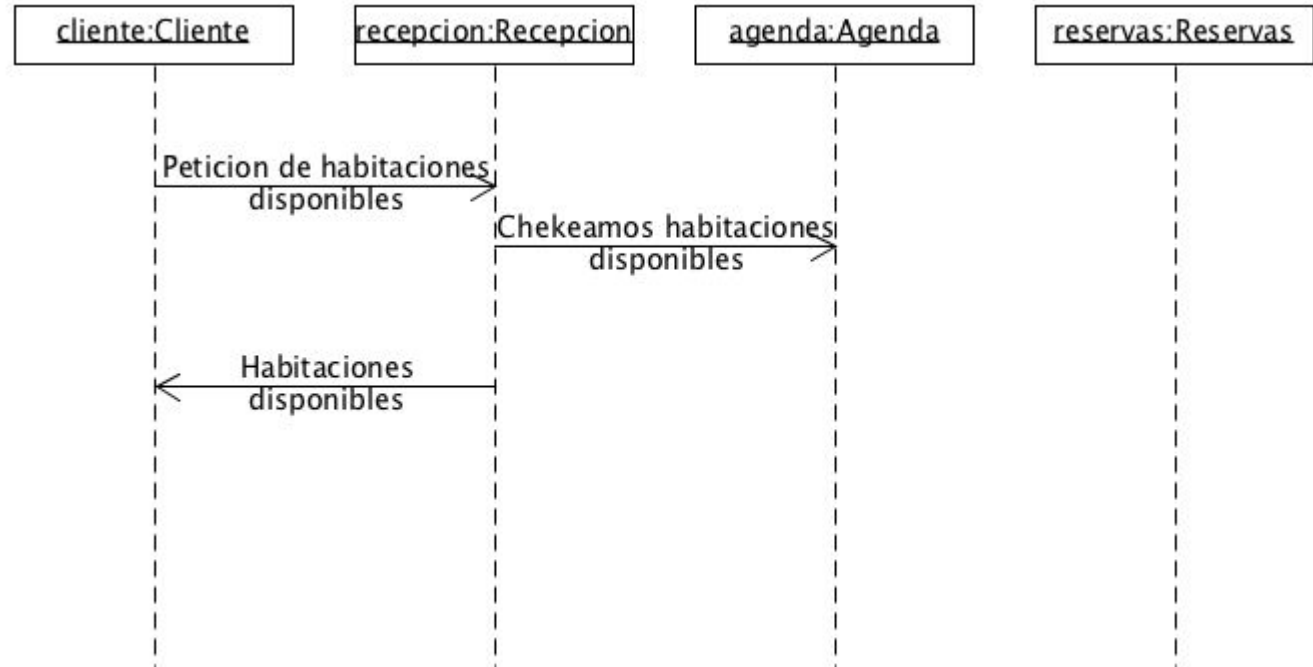 cliente:Cliente
recepcion:Recepcion
agenda:Agenda
reservas:Reservas
Peticion de habitaciones
disponibles
Chekeamos habitaciones
disponibles
Habitaciones
disponibles